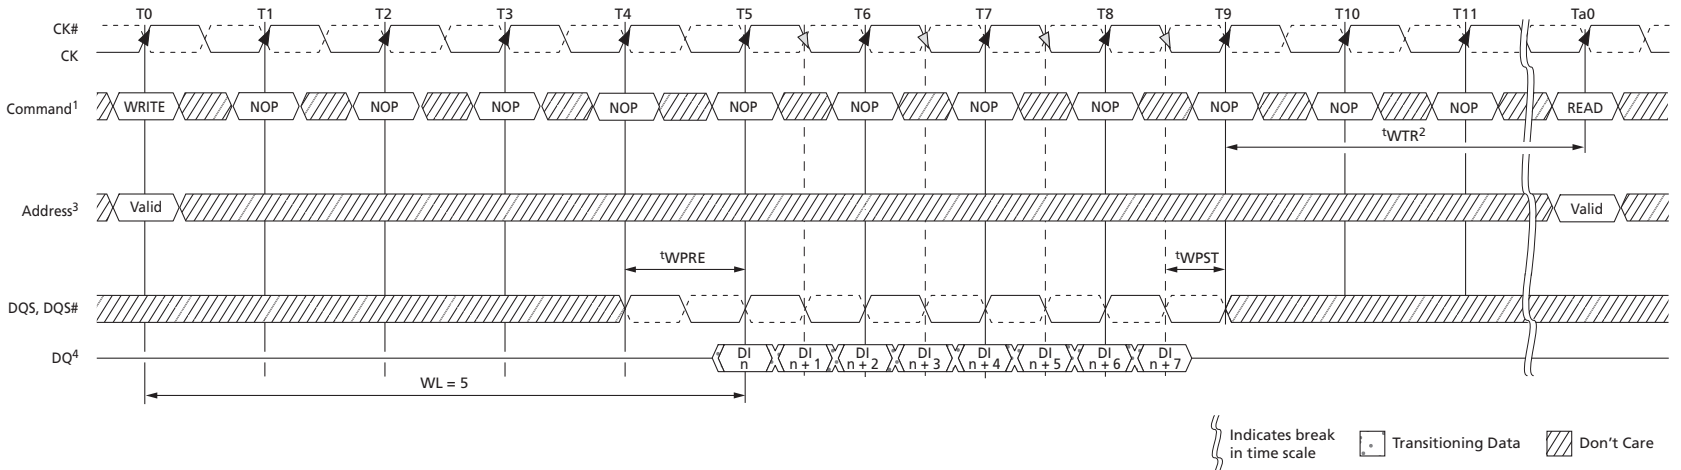 T0 T1 T2 T3 T4 T5 T6 T7 T8 T9 T10 T11 Ta0
CK#
CK
Command1 WRITE NOP NOP NOP NOP NOP NOP NOP NOP NOP NOP NOP READ
tWTR2
Address3 Valid Valid
tWPRE tWPST
DQS, DQS#
DQ4 DI n DI n + 1 DI n + 2 DI n + 3 DI n + 4 DI n + 5 DI n + 6 DI n + 7
WL = 5
Indicates break
in time scale
Transitioning Data
Don't Care